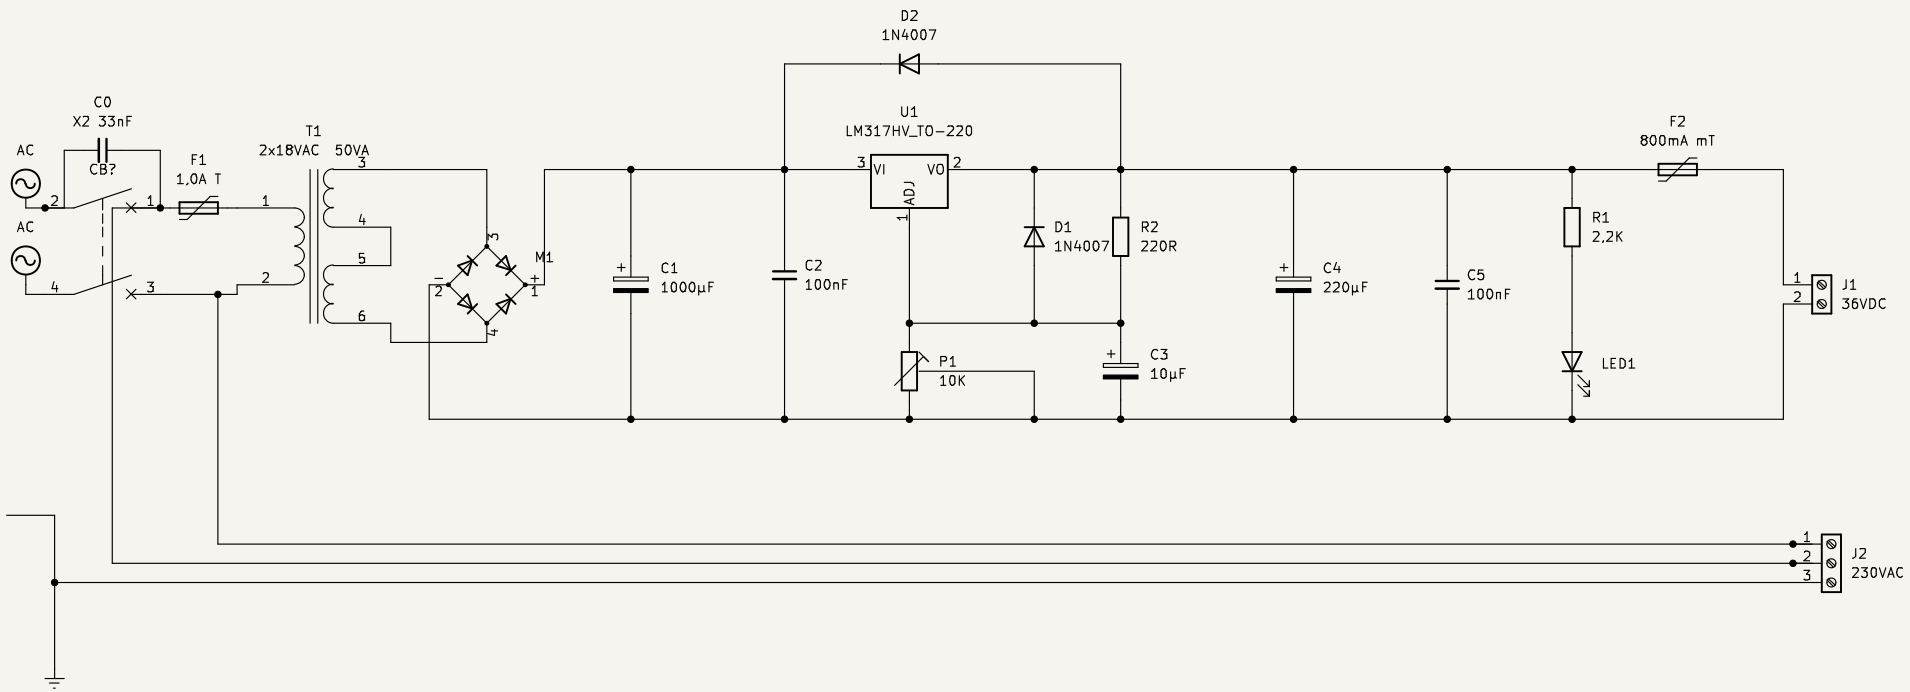 D2
1N4007
C0
X2 33nF
CB?
AC
2
1
AC
4
3
F1
1,0A T
T1
2x18VAC 50VA
1
2
3
4
5
6
M1
3
− 2
+ 1
4
+
C1
1000µF
C2
100nF
U1
LM317HV_TO-220
3
VI
VO
2
ADJ
1
D1
1N4007
R2
220R
P1
10K
+
C3
10µF
+
C4
220µF
C5
100nF
R1
2,2K
LED1
F2
800mA mT
1
2
J1
36VDC
1
2
3
J2
230VAC